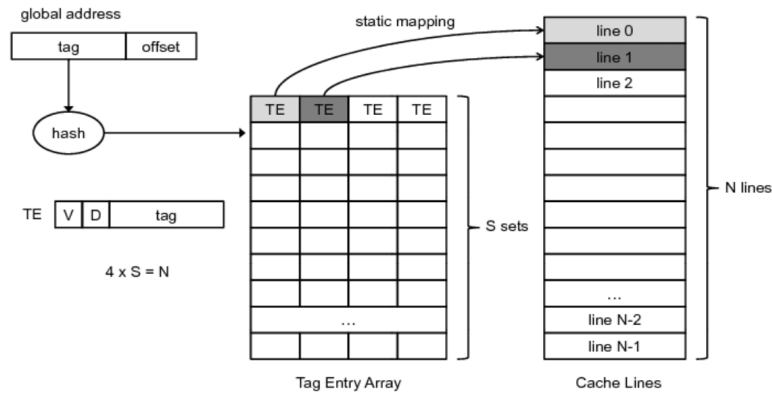 global address
tag offset
hash
TE V D tag
4 x S = N
static mapping
TE TE TE TE
...
S sets
Tag Entry Array
line 0
line 1
line 2
...
line N-2
line N-1
N lines
Cache Lines